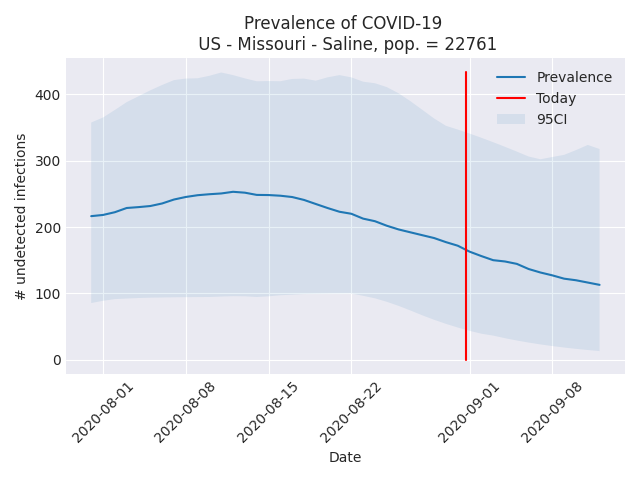 Prevalence of COVID-19
US - Missouri - Saline, pop. = 22761
Prevalence
Today
95CI
# undetected infections
400
300
200
100
0
2020-08-01
2020-08-08
2020-08-15
2020-08-22
2020-09-01
2020-09-08
Date